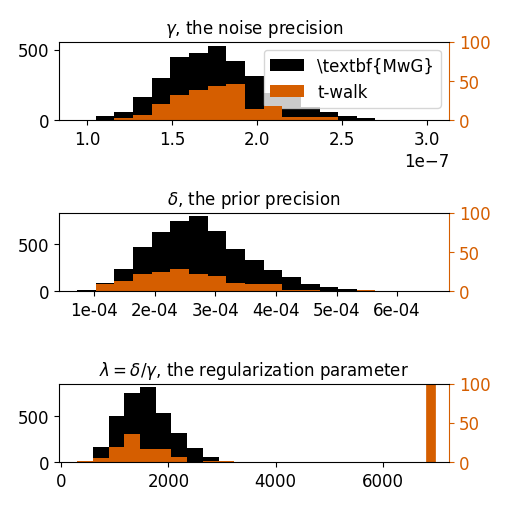 γ, the noise precision
500
0
100
50
0
\textbf{MwG}
t-walk
1.0 1.5 2.0 2.5 3.0
1e−7
δ, the prior precision
500
0
100
50
0
1e-04 2e-04 3e-04 4e-04 5e-04 6e-04
λ = δ/γ, the regularization parameter
500
0
100
50
0
0 2000 4000 6000